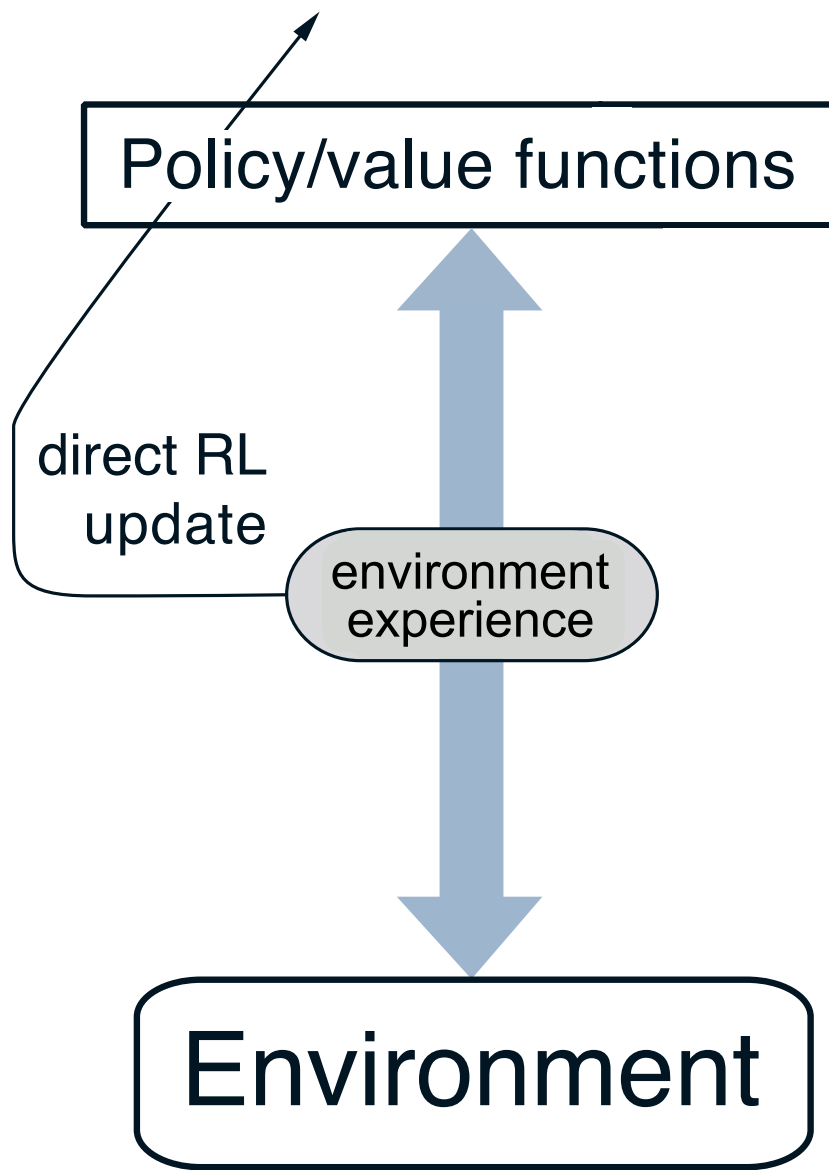 Policy/value functions
direct RL
update
environment
experience
Environment